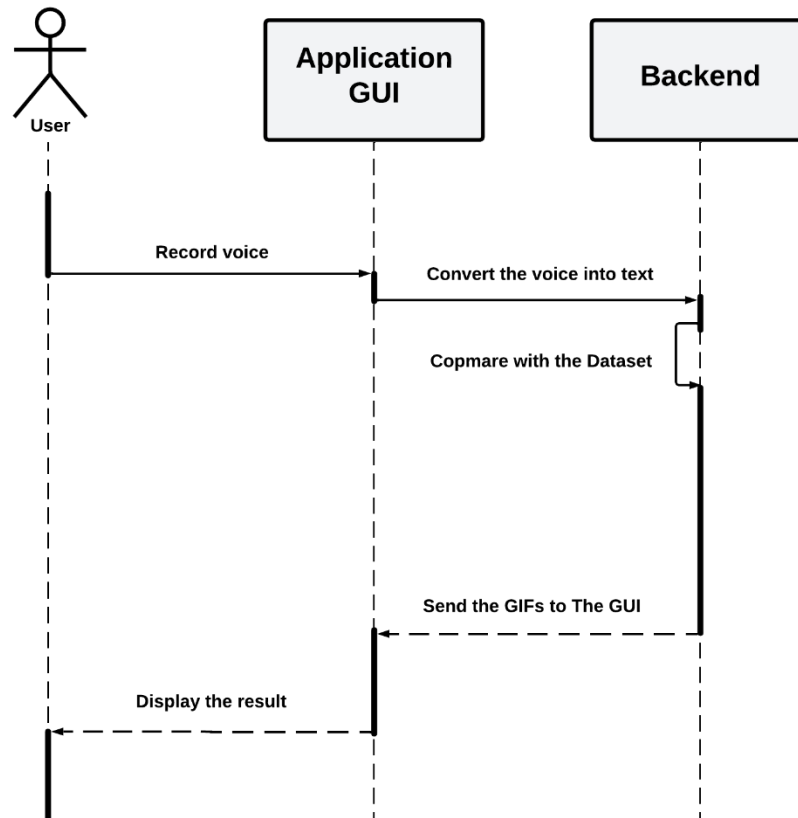 Application
GUI
Backend
User
Record voice
Convert the voice into text
Copmare with the Dataset
Send the GIFs to The GUI
Display the result